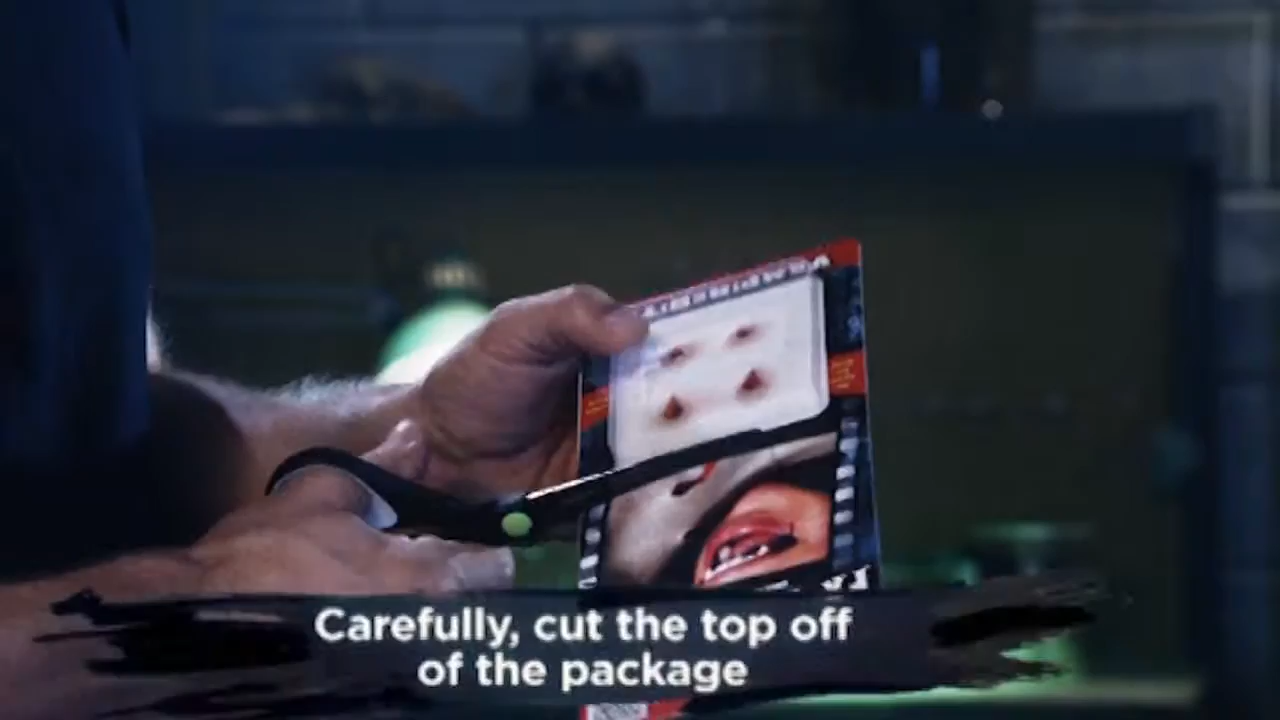 Carefully, cut the top off
of the package